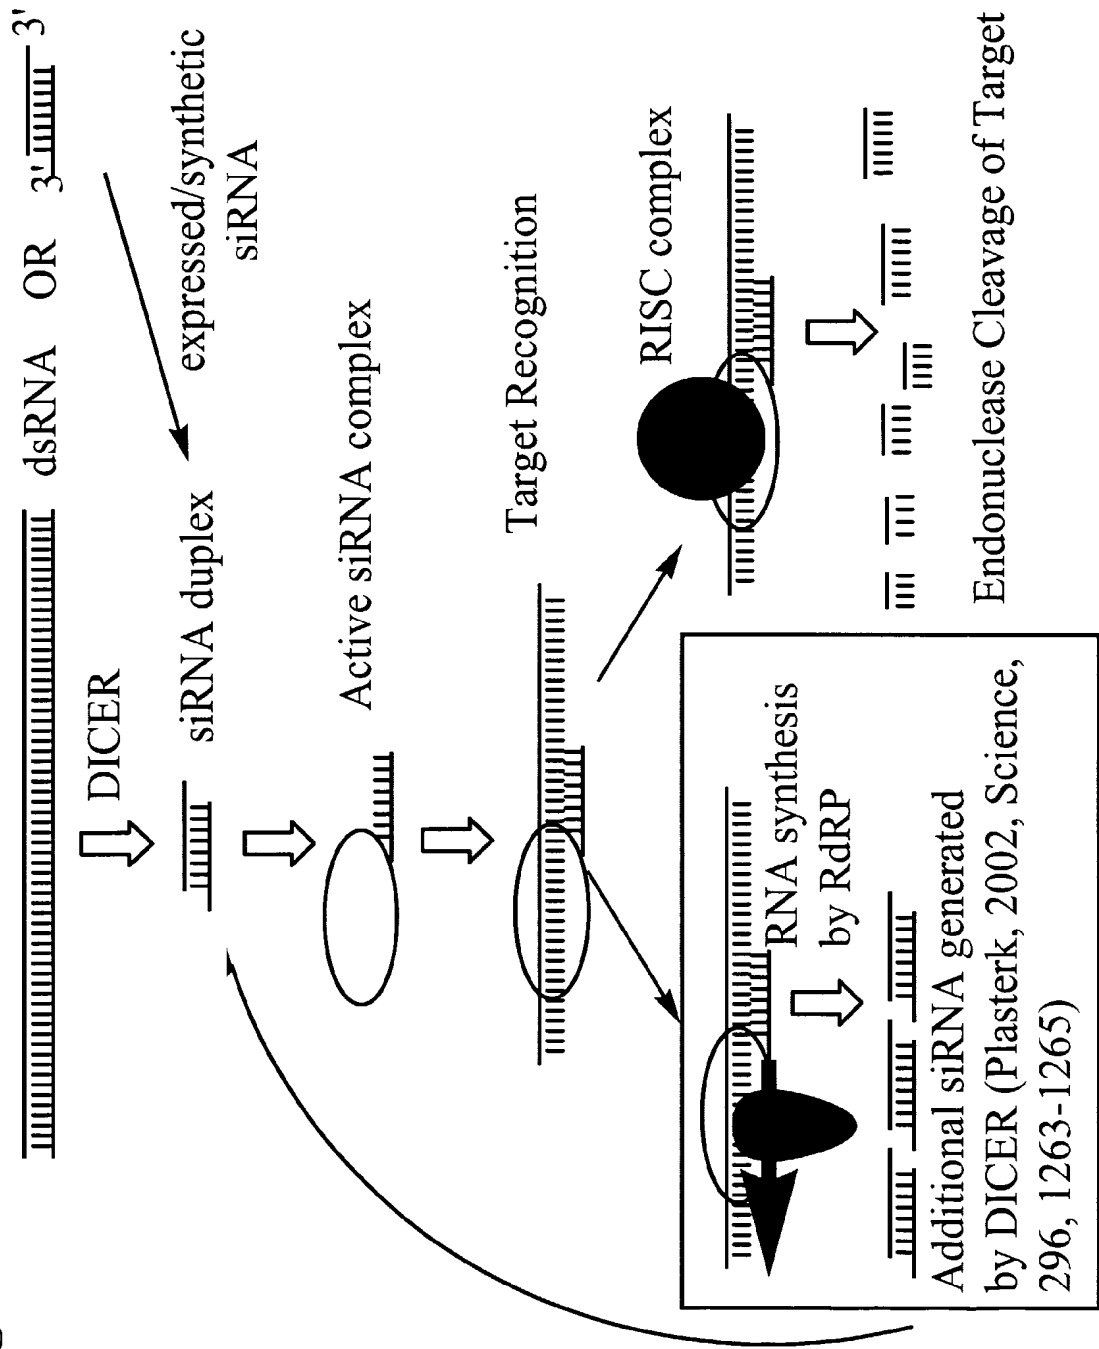 dsRNA OR 3' 3'
DICER
expressed/synthetic
siRNA
siRNA duplex
Active siRNA complex
Target Recognition
RISC complex
RNA synthesis
by RdRP
Additional siRNA generated
by DICER (Plasterk, 2002, Science,
296, 1263-1265)
Endonuclease Cleavage of Target